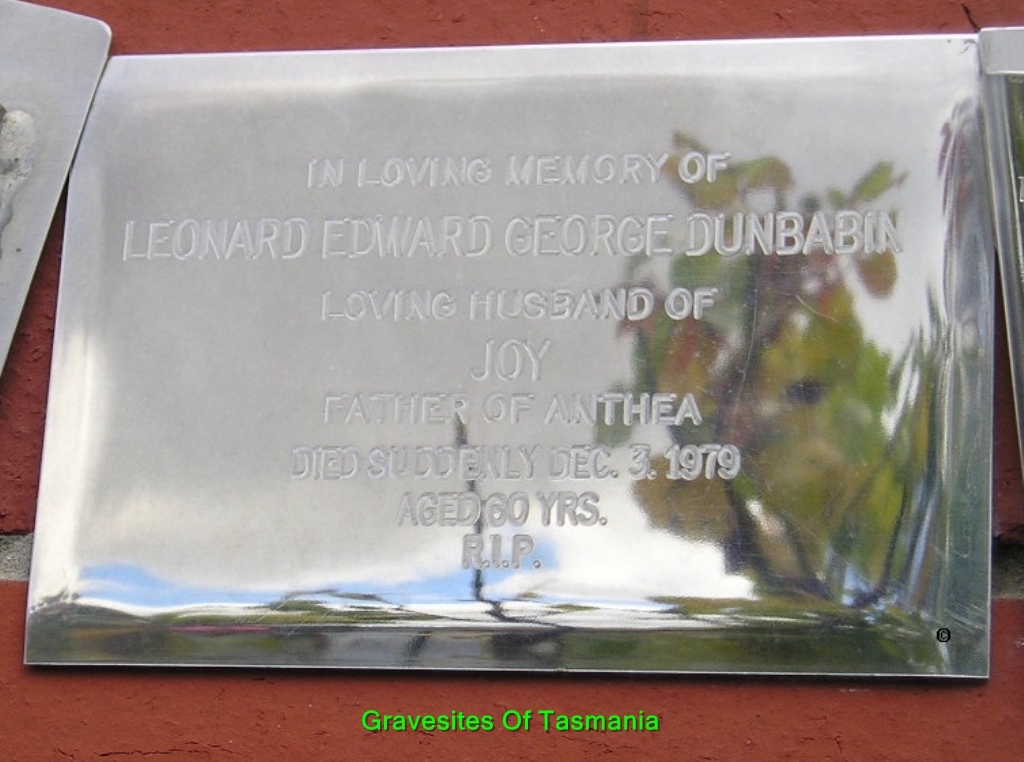 IN LOVING MEMORY OF
LEONARD EDWARD GEORGE DUNBABIN
LOVING HUSBAND OF
JOY
FATHER OF ANTHEA
DIED SUDDENLY DEC. 3. 1979
AGED 60 YRS.
R.I.P.
©
Gravesites Of Tasmania